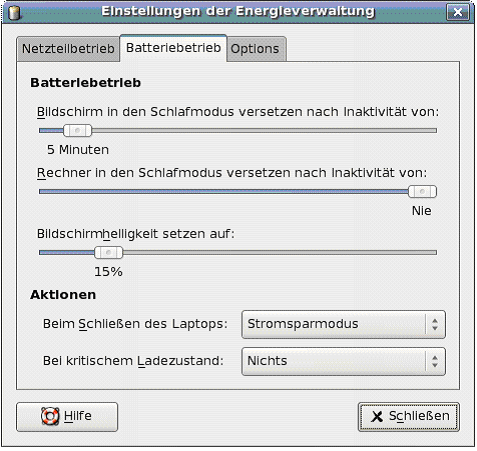 Einstellungen der Energieverwaltung
Netzteilbetrieb Batteriebetrieb Options
Batteriebetrieb
Bildschirm in den Schlafmodus versetzen nach Inaktivität von:
5 Minuten
Rechner in den Schlafmodus versetzen nach Inaktivität von:
Nie
Bildschirmhelligkeit setzen auf:
15%
Aktionen
Beim Schließen des Laptops: Stromsparmodus
Bei kritischem Ladezustand: Nichts
Hilfe Schließen